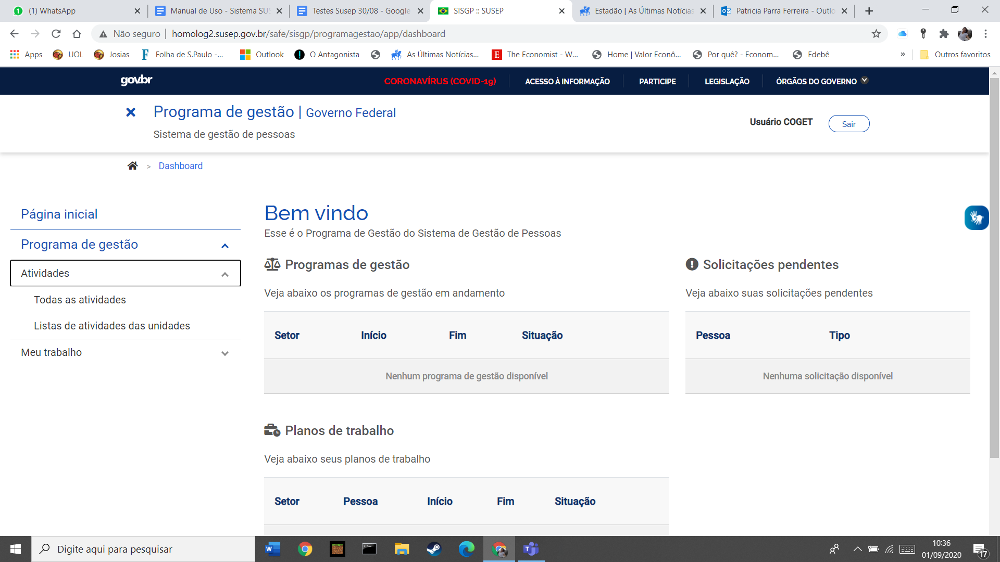 (1) WhatsApp
Manual de Uso - Sistema SUS
Testes Susep 30/08 - Google
SISGP :: SUSEP
Estadão | As Últimas Notícias
Patricia Parra Ferreira - Outlo
Não seguro | homolog2.susep.gov.br/safe/sisgp/programagestao/app/dashboard
Apps
UOL
Josias
Folha de S.Paulo -...
Outlook
O Antagonista
As Últimas Notícias...
The Economist - W...
Home | Valor Econô...
Por quê? - Econom...
Edebê
»
Outros favoritos
gov.br
CORONAVÍRUS (COVID-19)
ACESSO À INFORMAÇÃO
PARTICIPE
LEGISLAÇÃO
ÓRGÃOS DO GOVERNO
Programa de gestão | Governo Federal
Sistema de gestão de pessoas
Usuário COGET
Sair
> Dashboard
Página inicial
Programa de gestão
Atividades
Todas as atividades
Listas de atividades das unidades
Meu trabalho
Bem vindo
Esse é o Programa de Gestão do Sistema de Gestão de Pessoas
Programas de gestão
Veja abaixo os programas de gestão em andamento
Setor Início Fim Situação
Nenhum programa de gestão disponível
Solicitações pendentes
Veja abaixo suas solicitações pendentes
Pessoa Tipo
Nenhuma solicitação disponível
Planos de trabalho
Veja abaixo seus planos de trabalho
Setor Pessoa Início Fim Situação
Digite aqui para pesquisar
10:36
01/09/2020
17